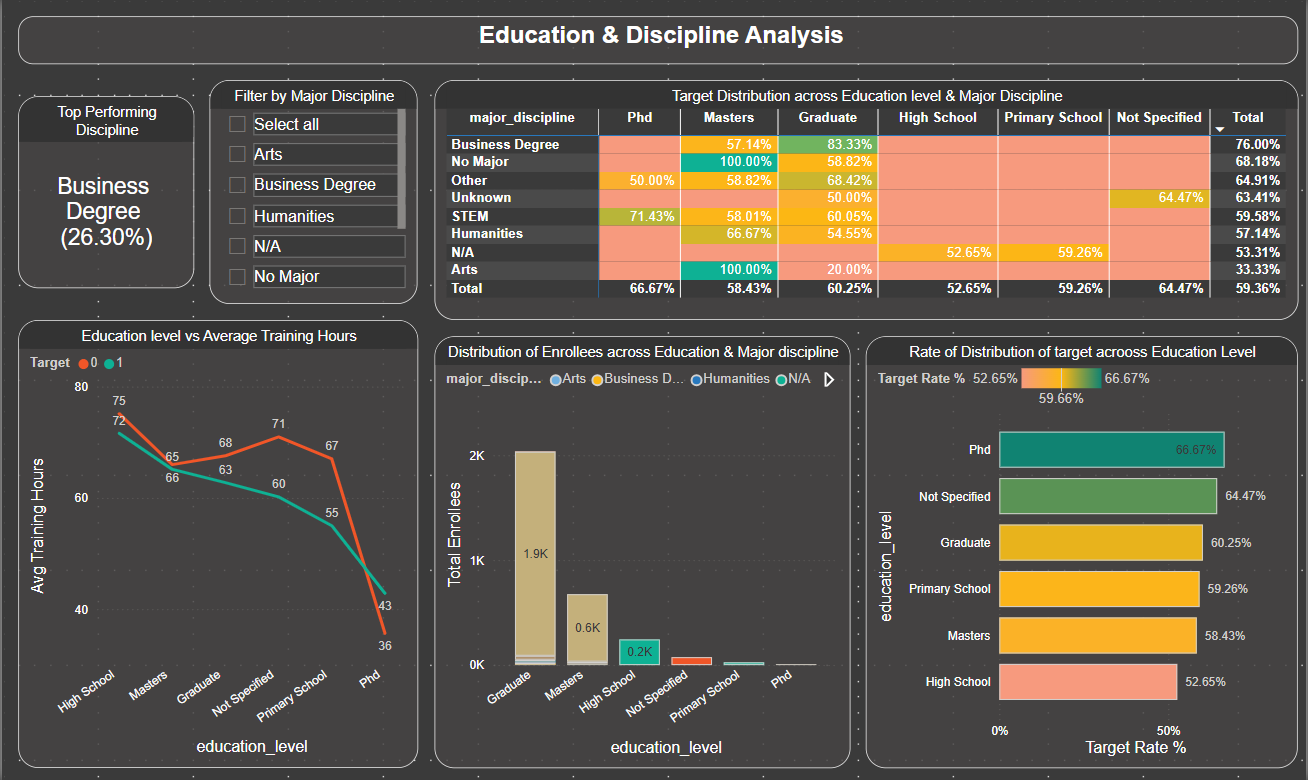 Education & Discipline Analysis
Top Performing
Discipline
Business
Degree
(26.30%)
Filter by Major Discipline
Select all
Arts
Business Degree
Humanities
N/A
No Major
Target Distribution across Education level & Major Discipline
major_discipline Phd Masters Graduate High School Primary School Not Specified Total
Business Degree 57.14% 83.33% 76.00%
No Major 100.00% 58.82% 68.18%
Other 50.00% 58.82% 68.42% 64.91%
Unknown 50.00% 64.47% 63.41%
STEM 71.43% 58.01% 60.05% 59.58%
Humanities 66.67% 54.55% 57.14%
N/A 52.65% 59.26% 53.31%
Arts 100.00% 20.00% 33.33%
Total 66.67% 58.43% 60.25% 52.65% 59.26% 64.47% 59.36%
Education level vs Average Training Hours
Target 0 1
Avg Training Hours
80
60
40
75
72
65
66
68
63
71
60
67
55
43
36
High School
Masters
Graduate
Not Specified
Primary School
Phd
education_level
Distribution of Enrollees across Education & Major discipline
major_discip... Arts Business D... Humanities N/A
Total Enrollees
2K
1K
0K
1.9K
0.6K
0.2K
Graduate
Masters
High School
Not Specified
Primary School
Phd
education_level
Rate of Distribution of target acrooss Education Level
Target Rate % 52.65% 66.67%
59.66%
education_level
Phd 66.67%
Not Specified 64.47%
Graduate 60.25%
Primary School 59.26%
Masters 58.43%
High School 52.65%
0% 50%
Target Rate %